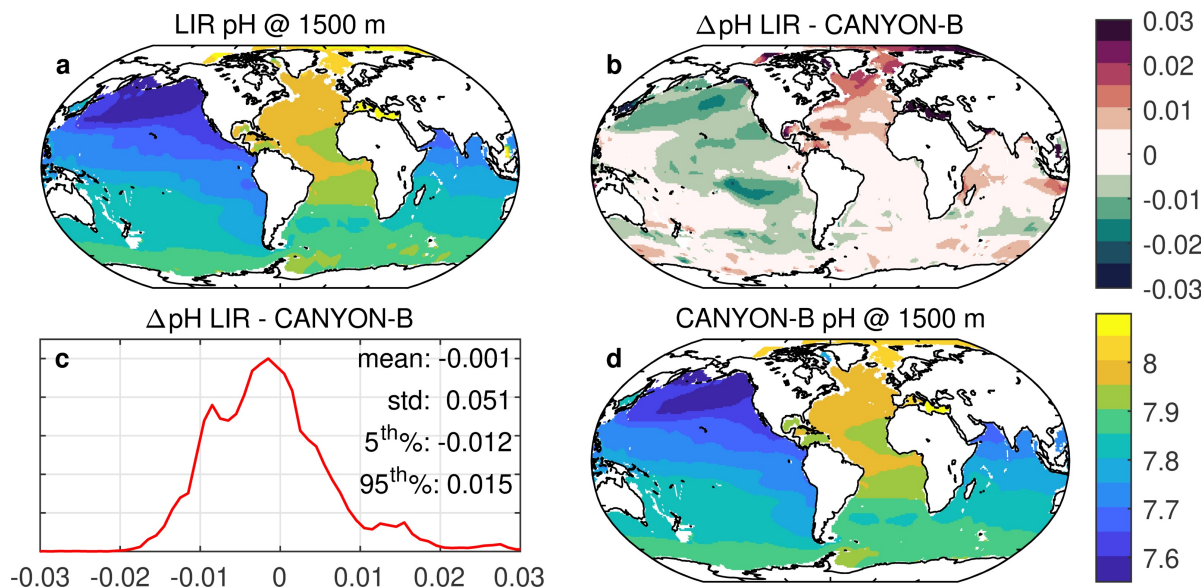 LIR pH @ 1500 m
a
ΔpH LIR - CANYON-B
b
0.03
0.02
0.01
0
-0.01
-0.02
-0.03
ΔpH LIR - CANYON-B
c
mean: -0.001
std: 0.051
5th%: -0.012
95th%: 0.015
-0.03 -0.02 -0.01 0 0.01 0.02 0.03
CANYON-B pH @ 1500 m
d
8
7.9
7.8
7.7
7.6